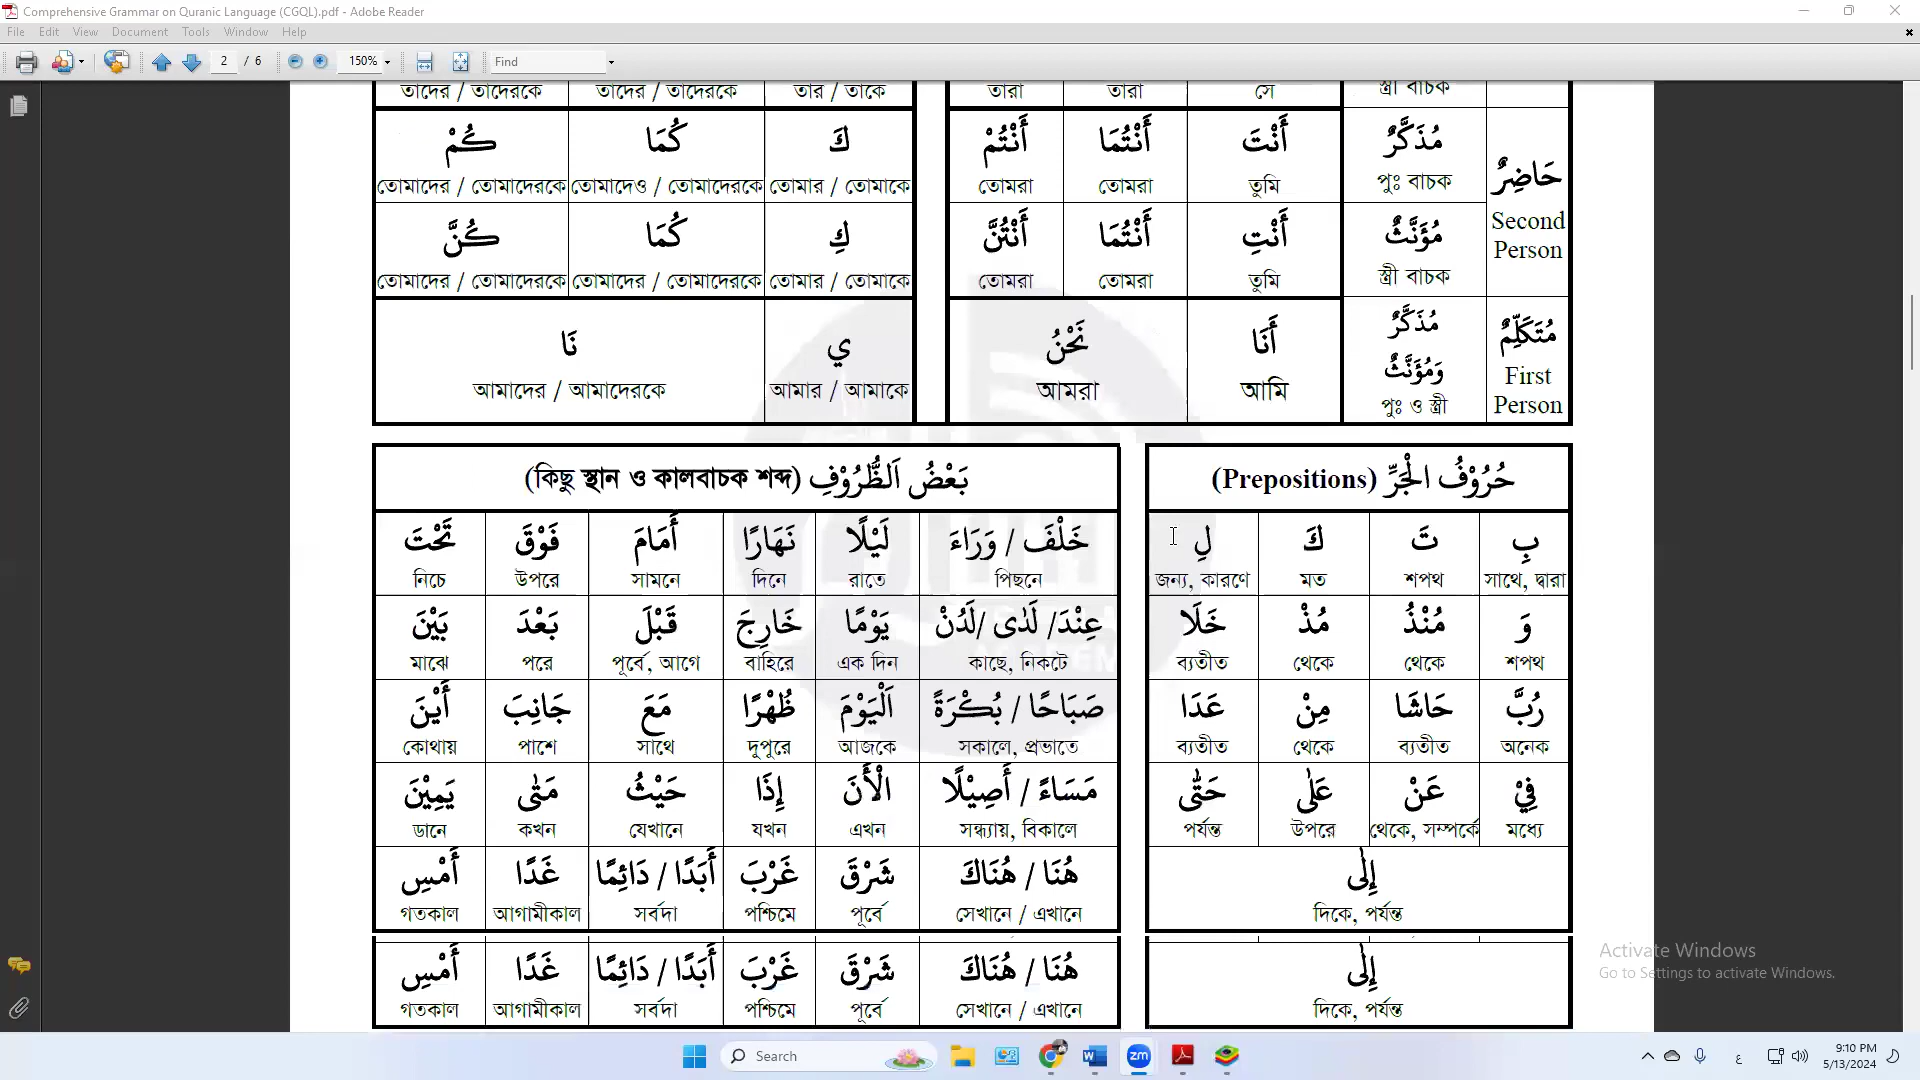 Comprehensive Grammar on Quranic Language (CGQL).pdf - Adobe Reader
File Edit View Document Tools Window Help
2 / 6 150% Find
তাদের / তাদেরকে তাদের / তাদেরকে তার / তাকে তারা তারা সে স্ত্রী বাচক
كُمْ كُمَا كَ أَنْتُمْ أَنْتُمَا أَنْتَ مُذَكَّرٌ حَاضِرٌ
তোমাদের / তোমাদেরকে তোমাদেও / তোমাদেরকে তোমার / তোমাকে তোমরা তোমরা তুমি পুঃ বাচক
Second Person
كُنَّ كُمَا كِ أَنْتُنَّ أَنْتُمَا أَنْتِ مُؤَنَّثٌ
তোমাদের / তোমাদেরকে তোমাদের / তোমাদেরকে তোমার / তোমাকে তোমরা তোমরা তুমি স্ত্রী বাচক
نَا ي نَحْنُ أَنَا مُذَكَّرٌ وَمُؤَنَّثٌ مُتَكَلِّمٌ
আমাদের / আমাদেরকে আমার / আমাকে আমরা আমি পুঃ ও স্ত্রী First Person
بَعْضُ اَلظُّرُوْفِ (কিছু স্থান ও কালবাচক শব্দ)
حُرُوْفُ الْجَرِّ (Prepositions)
تَحْتَ فَوْقَ أَمَامَ نَهَارًا لَيْلًا خَلْفَ / وَرَاءَ لِ كَ تَ بِ
নিচে উপরে সামনে দিনে রাতে পিছনে জন্য, কারণে মত শপথ সাথে, দ্বারা
بَيْنَ بَعْدَ قَبْلَ خَارِجَ يَوْمًا عِنْدَ/ لَدٰى /لَدُنْ خَلَا مُذْ مُنْذُ وَ
মাঝে পরে পূর্বে, আগে বাহিরে এক দিন কাছে, নিকটে ব্যতীত থেকে থেকে শপথ
أَيْنَ جَانِبَ مَعَ ظُهْرًا اَلْيَوْمَ صَبَاحًا / بُكْرَةً عَدَا مِنْ حَاشَا رُبَّ
কোথায় পাশে সাথে দুপুরে আজকে সকালে, প্রভাতে ব্যতীত থেকে ব্যতীত অনেক
يَمِيْنَ مَتٰى حَيْثُ إِذَا الْأَنَ مَسَاءً / أَصِيْلًا حَتّٰى عَلٰى عَنْ فِيْ
ডানে কখন যেখানে যখন এখন সন্ধ্যায়, বিকালে পর্যন্ত উপরে থেকে, সম্পর্কে মধ্যে
أَمْسِ غَدًا أَبَدًا / دَائِمًا غَرْبَ شَرْقَ هُنَا / هُنَاكَ إِلٰى
গতকাল আগামীকাল সর্বদা পশ্চিমে পূর্বে সেখানে / এখানে দিকে, পর্যন্ত
أَمْسِ غَدًا أَبَدًا / دَائِمًا غَرْبَ شَرْقَ هُنَا / هُنَاكَ إِلٰى
গতকাল আগামীকাল সর্বদা পশ্চিমে পূর্বে সেখানে / এখানে দিকে, পর্যন্ত
Activate Windows
Go to Settings to activate Windows.
Search
zm
ع
9:10 PM
5/13/2024